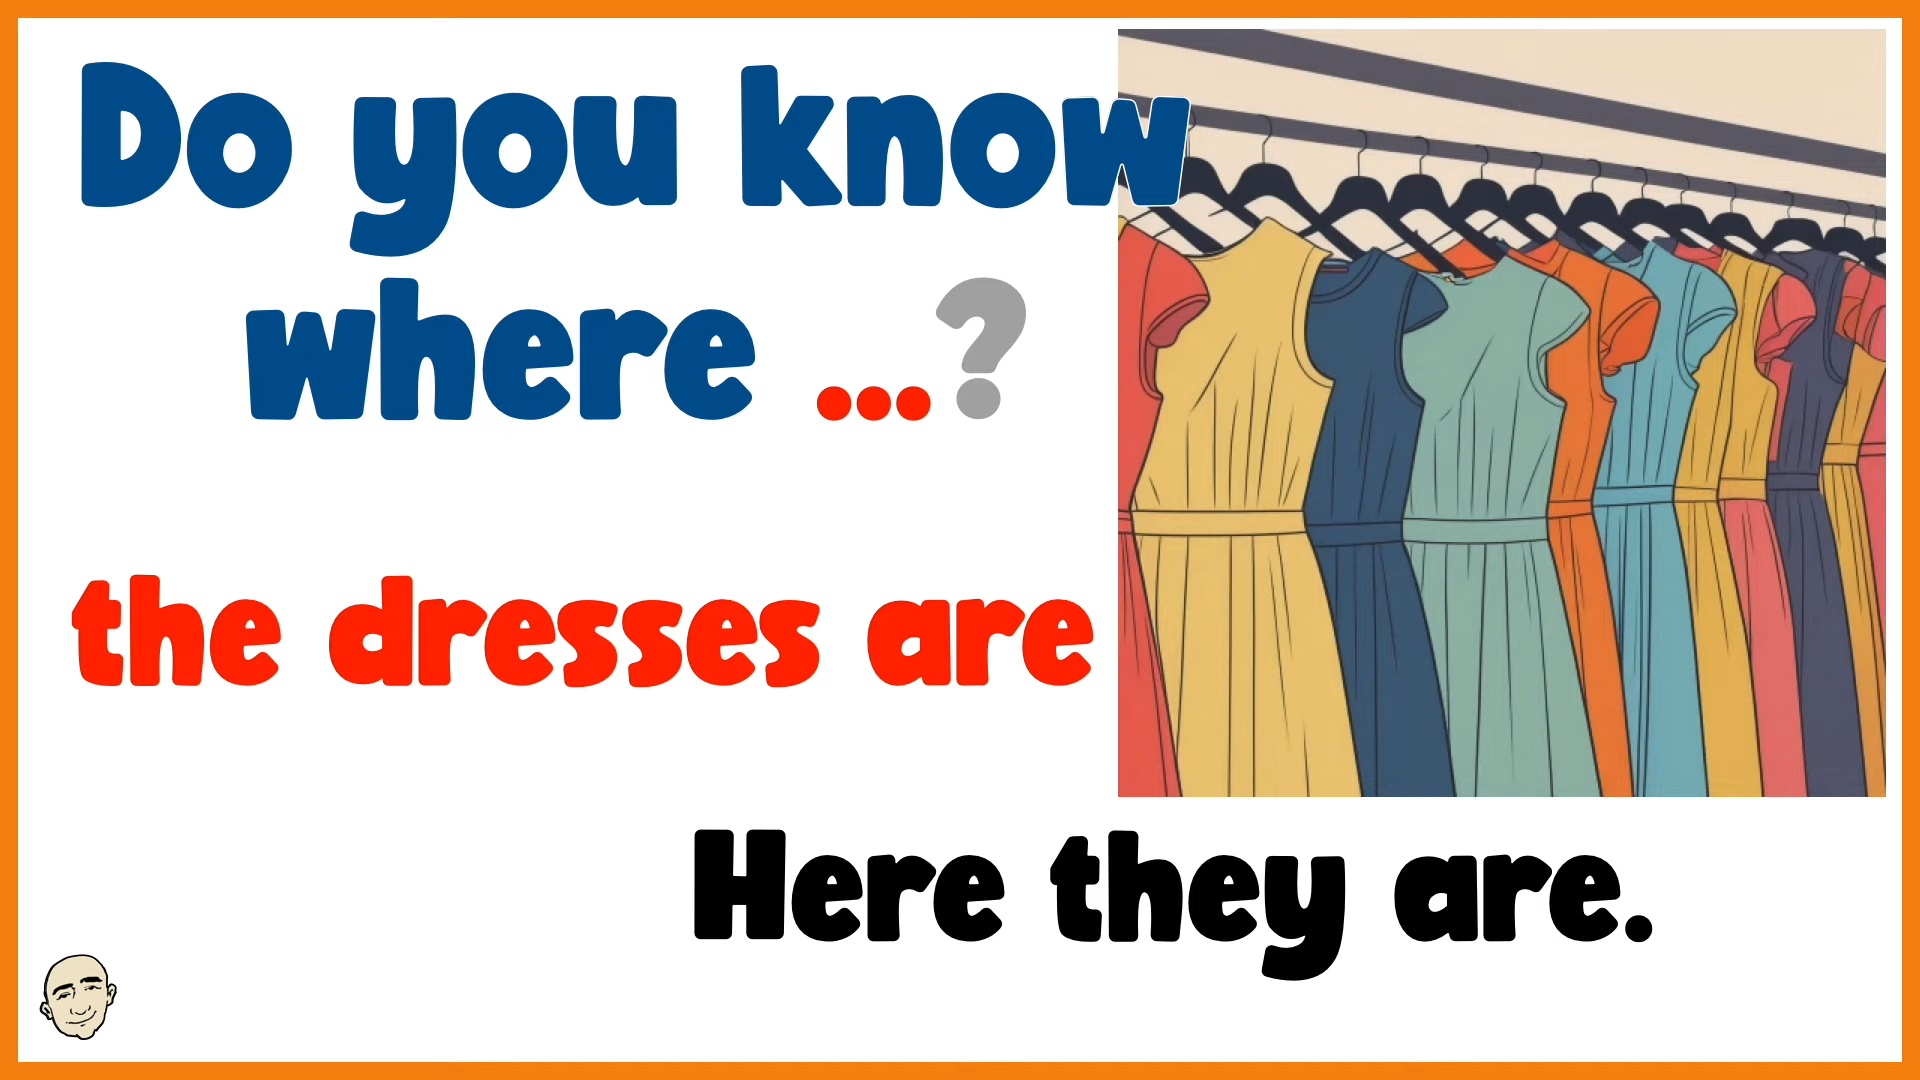 Do you know
where ...?
the dresses are
Here they are.